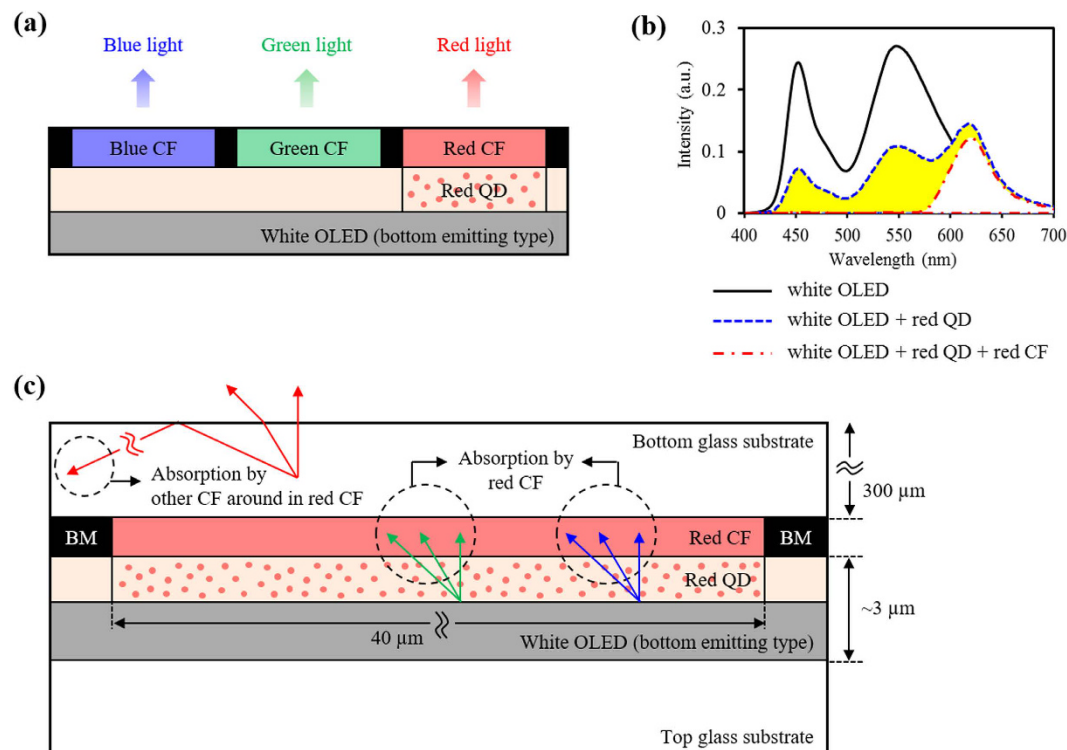 (a)
Blue light
Green light
Red light
Blue CF
Green CF
Red CF
Red QD
White OLED (bottom emitting type)
(b)
Intensity (a.u.)
0.3
0.2
0.1
0
400
450
500
550
600
650
700
Wavelength (nm)
white OLED
white OLED + red QD
white OLED + red QD + red CF
(c)
Bottom glass substrate
Absorption by
other CF around in red CF
Absorption by
red CF
300 μm
BM
Red CF
BM
Red QD
~3 μm
40 μm
White OLED (bottom emitting type)
Top glass substrate